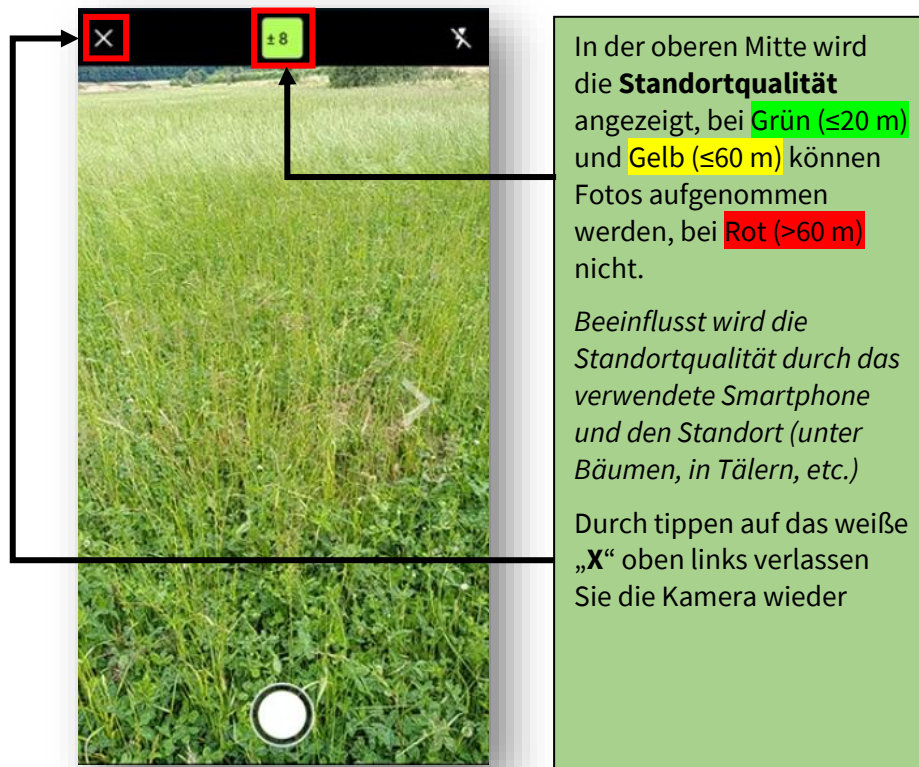 ±8
In der oberen Mitte wird
die Standortqualität
angezeigt, bei Grün (≤20 m)
und Gelb (≤60 m) können
Fotos aufgenommen
werden, bei Rot (>60 m)
nicht.
Beeinflusst wird die
Standortqualität durch das
verwendete Smartphone
und den Standort (unter
Bäumen, in Tälern, etc.)
Durch tippen auf das weiße
„X“ oben links verlassen
Sie die Kamera wieder